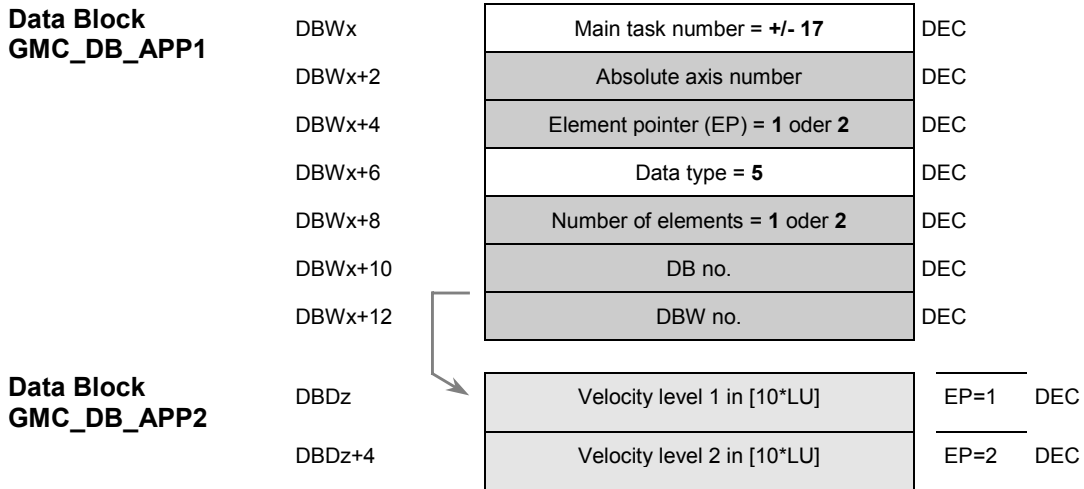 Data Block
GMC_DB_APP1
DBWx Main task number = +/- 17 DEC
DBWx+2 Absolute axis number DEC
DBWx+4 Element pointer (EP) = 1 oder 2 DEC
DBWx+6 Data type = 5 DEC
DBWx+8 Number of elements = 1 oder 2 DEC
DBWx+10 DB no. DEC
DBWx+12 DBW no. DEC
Data Block
GMC_DB_APP2
DBDz Velocity level 1 in [10*LU] EP=1 DEC
DBDz+4 Velocity level 2 in [10*LU] EP=2 DEC